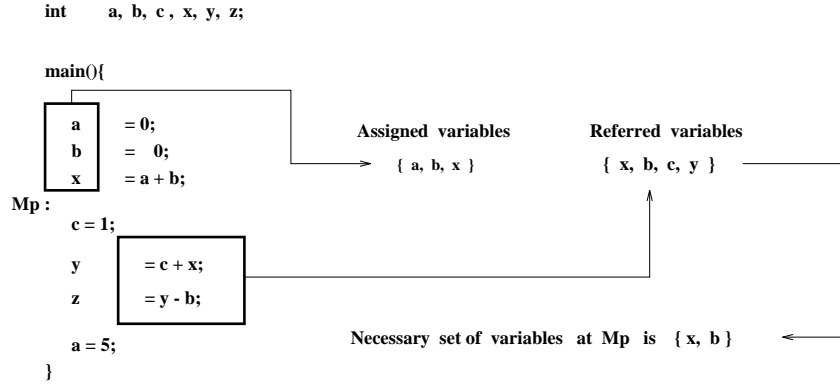 int a, b, c , x, y, z;
main(){
a = 0;
b = 0;
x = a + b;
Assigned variables
{ a, b, x }
Referred variables
{ x, b, c, y }
Mp :
c = 1;
y = c + x;
z = y - b;
a = 5;
}
Necessary set of variables at Mp is { x, b }